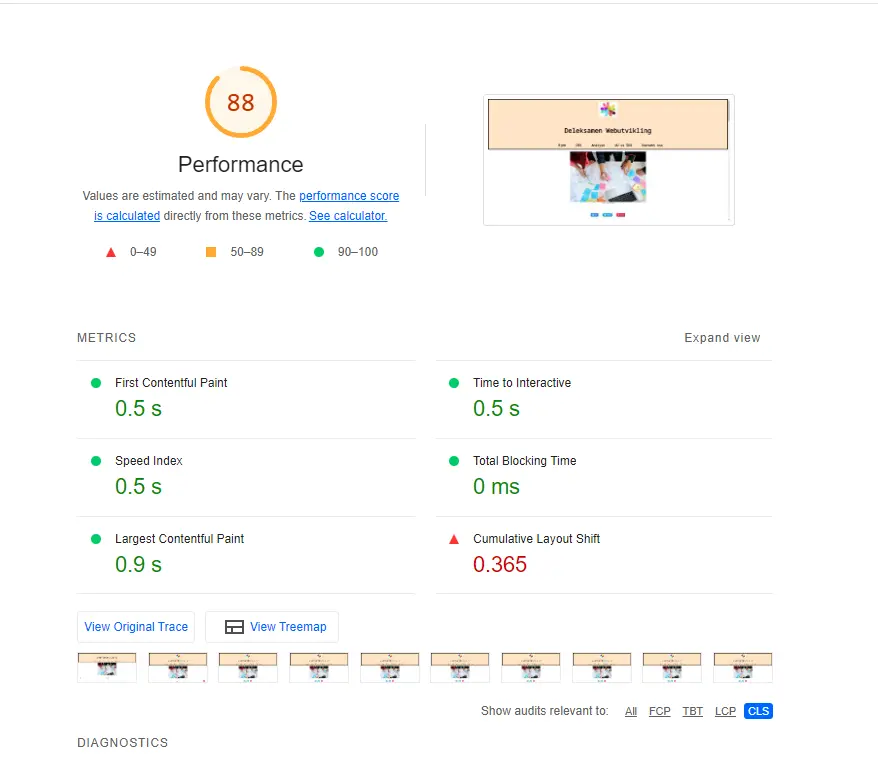 88
Performance
Values are estimated and may vary. The performance score
is calculated directly from these metrics. See calculator.
0–49
50–89
90–100
Deleksamen Webutvikling
METRICS
Expand view
First Contentful Paint
0.5 s
Time to Interactive
0.5 s
Speed Index
0.5 s
Total Blocking Time
0 ms
Largest Contentful Paint
0.9 s
Cumulative Layout Shift
0.365
View Original Trace
View Treemap
Show audits relevant to: All FCP TBT LCP CLS
DIAGNOSTICS